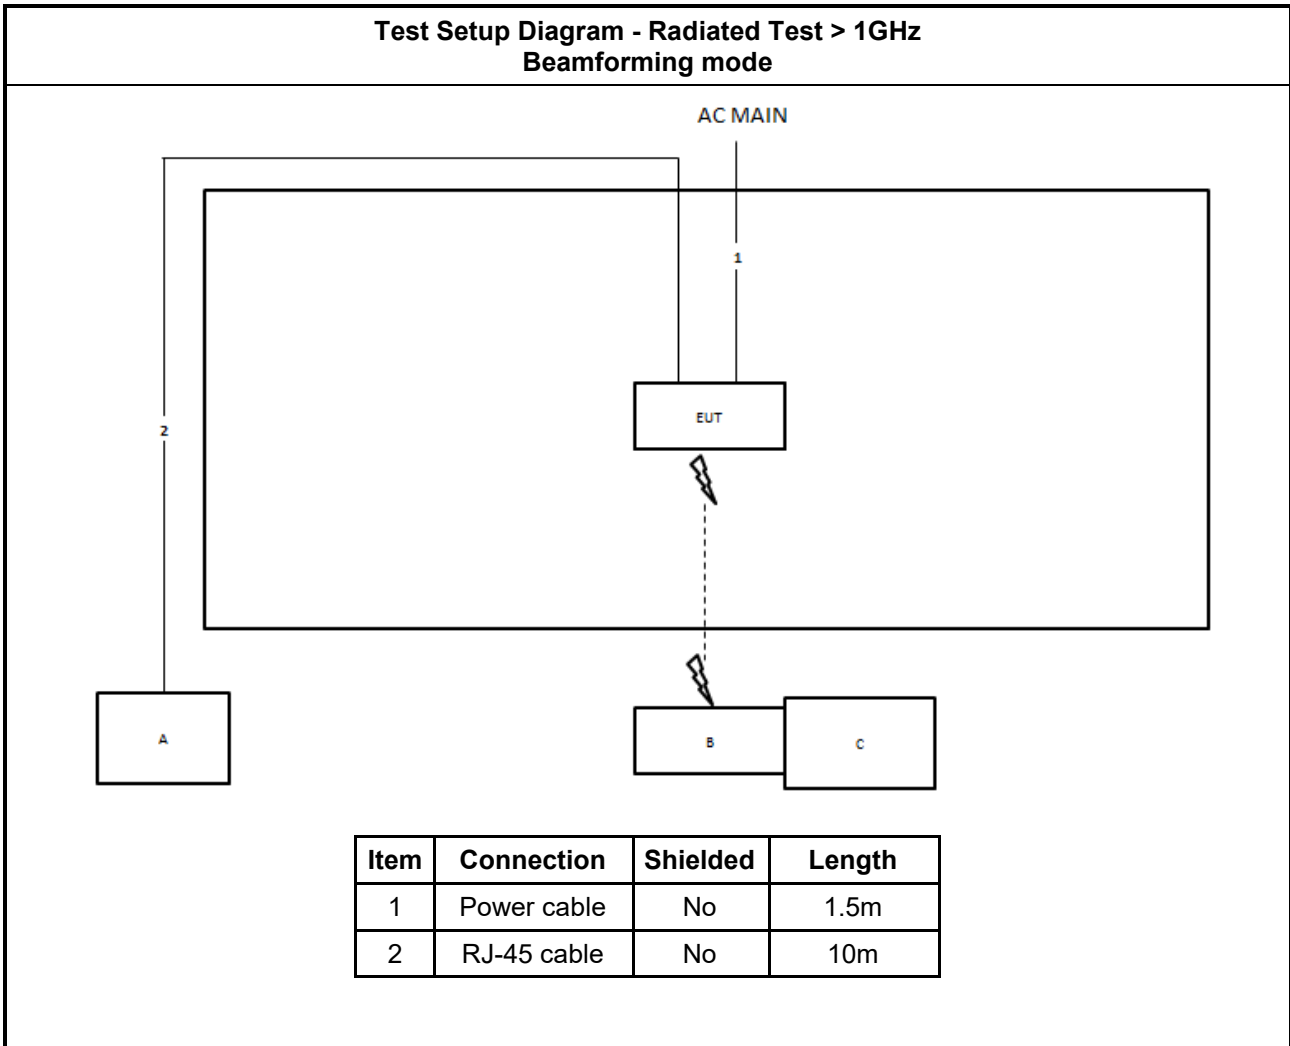 Test Setup Diagram - Radiated Test > 1GHz
Beamforming mode
AC MAIN
1
EUT
2
A
B
C
Item Connection Shielded Length
1 Power cable No 1.5m
2 RJ-45 cable No 10m